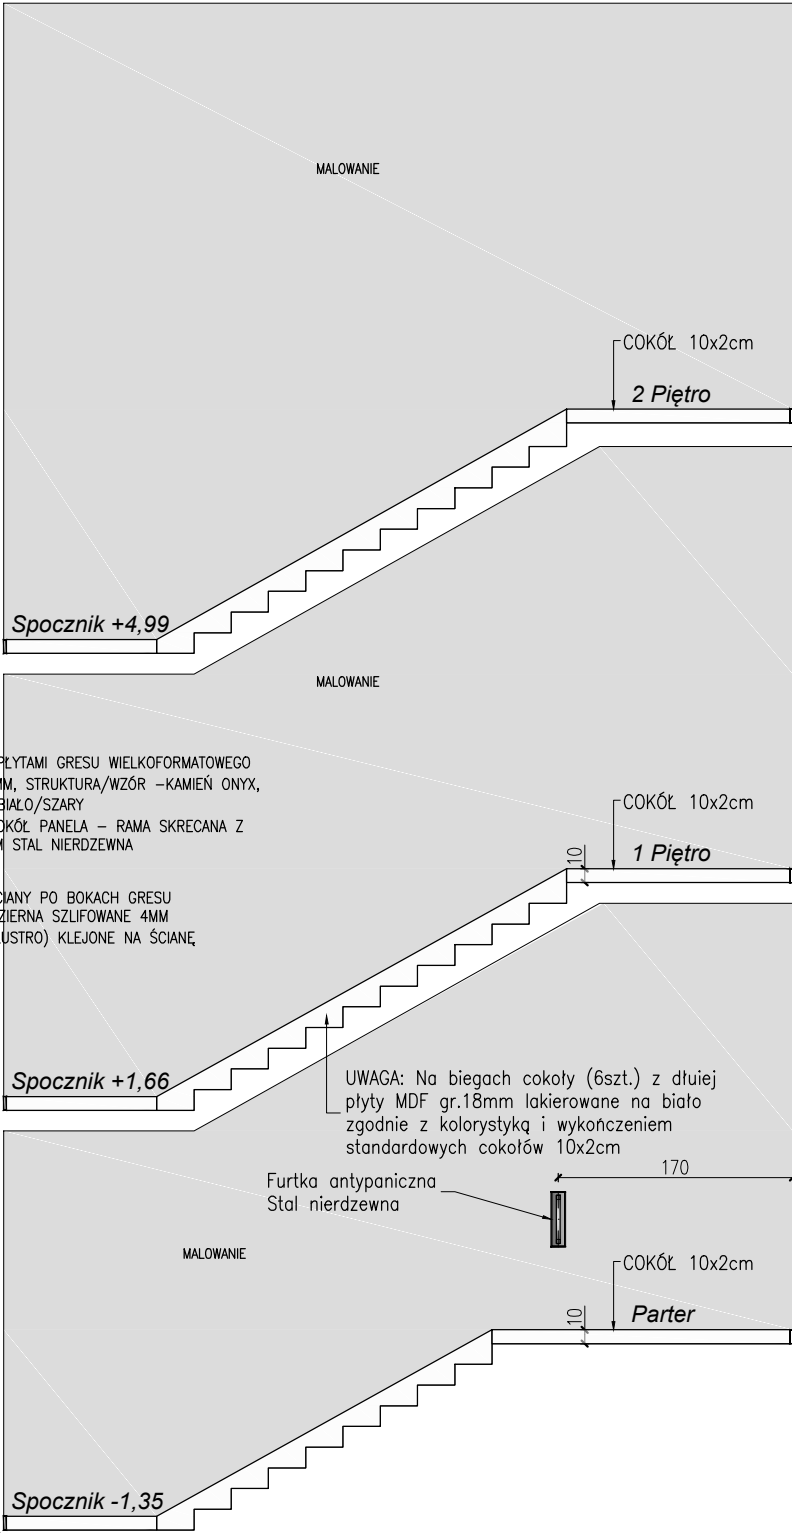 MALOWANIE
COKÓŁ 10x2cm
2 Piętro
Spocznik +4,99
MALOWANIE
PŁYTAMI GRESU WIELKOFORMATOWEGO
MM, STRUKTURA/WZÓR –KAMIEŃ ONYX,
BIAŁO/SZARY
OKÓŁ PANELA – RAMA SKRECANA Z
M STAL NIERDZEWNA
CIANY PO BOKACH GRESU
ZIERNA SZLIFOWANE 4MM
LUSTRO) KLEJONE NA ŚCIANĘ
COKÓŁ 10x2cm
10
1 Piętro
Spocznik +1,66
UWAGA: Na biegach cokoły (6szt.) z dłuiej
płyty MDF gr.18mm lakierowane na biało
zgodnie z kolorystyką i wykończeniem
standardowych cokołów 10x2cm
170
Furtka antypaniczna
Stal nierdzewna
MALOWANIE
COKÓŁ 10x2cm
10
Parter
Spocznik -1,35